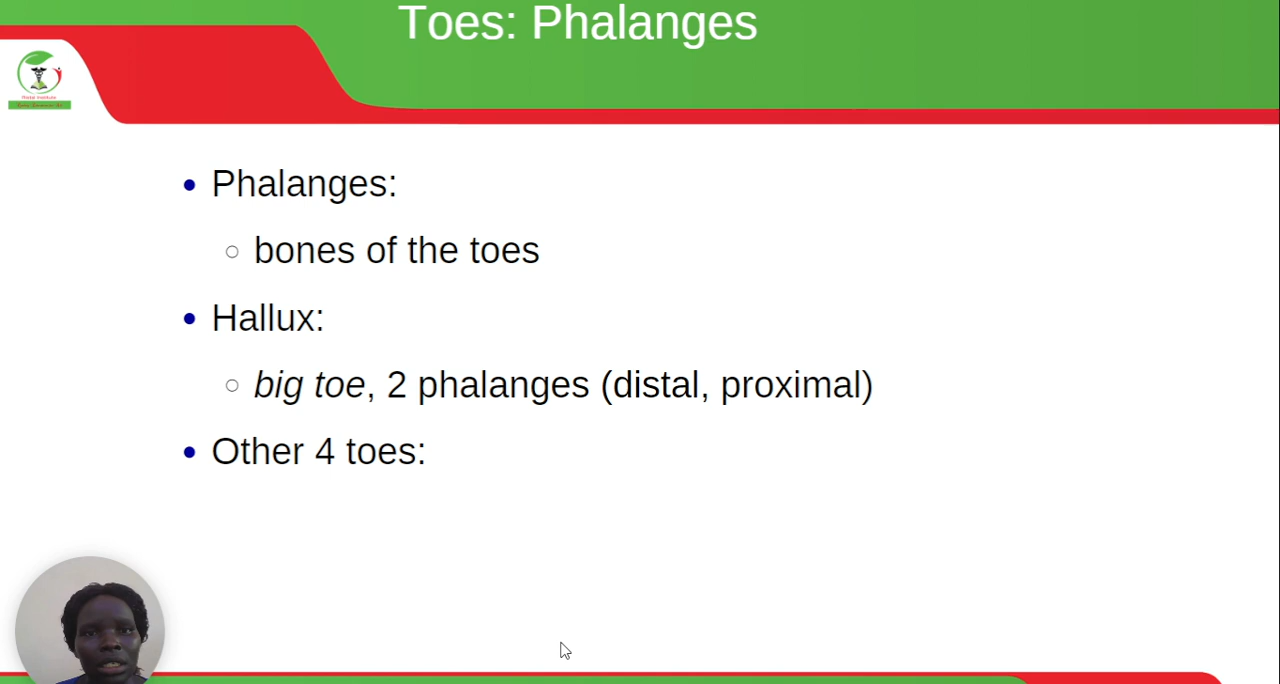 Toes: Phalanges
Phalanges:
bones of the toes
Hallux:
big toe, 2 phalanges (distal, proximal)
Other 4 toes: